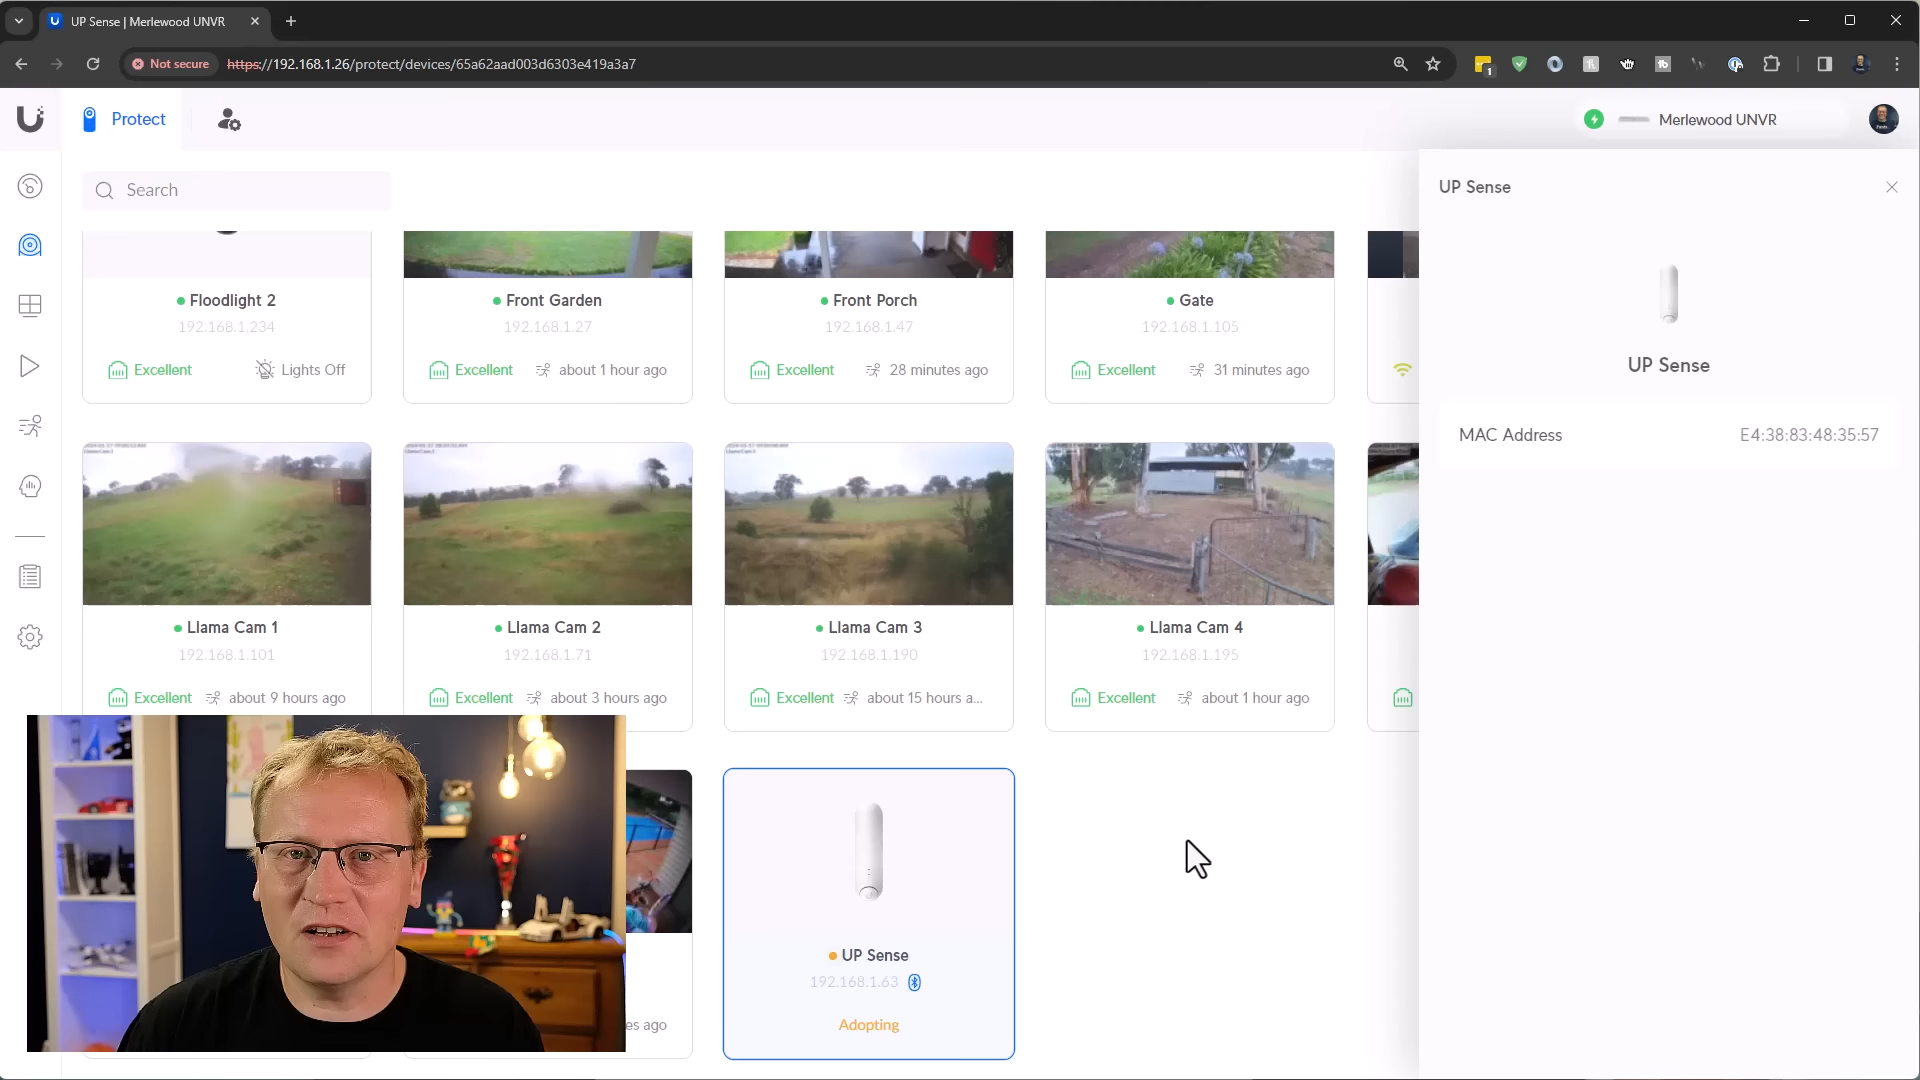 UP Sense | Merlewood UNVR
Not secure
https://192.168.1.26/protect/devices/65a62aad003d6303e419a3a7
1
Protect
Merlewood UNVR
Search
Floodlight 2
192.168.1.234
Excellent
Lights Off
Front Garden
192.168.1.27
Excellent
about 1 hour ago
Front Porch
192.168.1.47
Excellent
28 minutes ago
Gate
192.168.1.105
Excellent
31 minutes ago
Llama Cam 1
192.168.1.101
Excellent
about 9 hours ago
Llama Cam 2
192.168.1.71
Excellent
about 3 hours ago
Llama Cam 3
192.168.1.190
Excellent
about 15 hours a...
Llama Cam 4
192.168.1.195
Excellent
about 1 hour ago
es ago
UP Sense
192.168.1.63
Adopting
UP Sense
UP Sense
MAC Address
E4:38:83:48:35:57